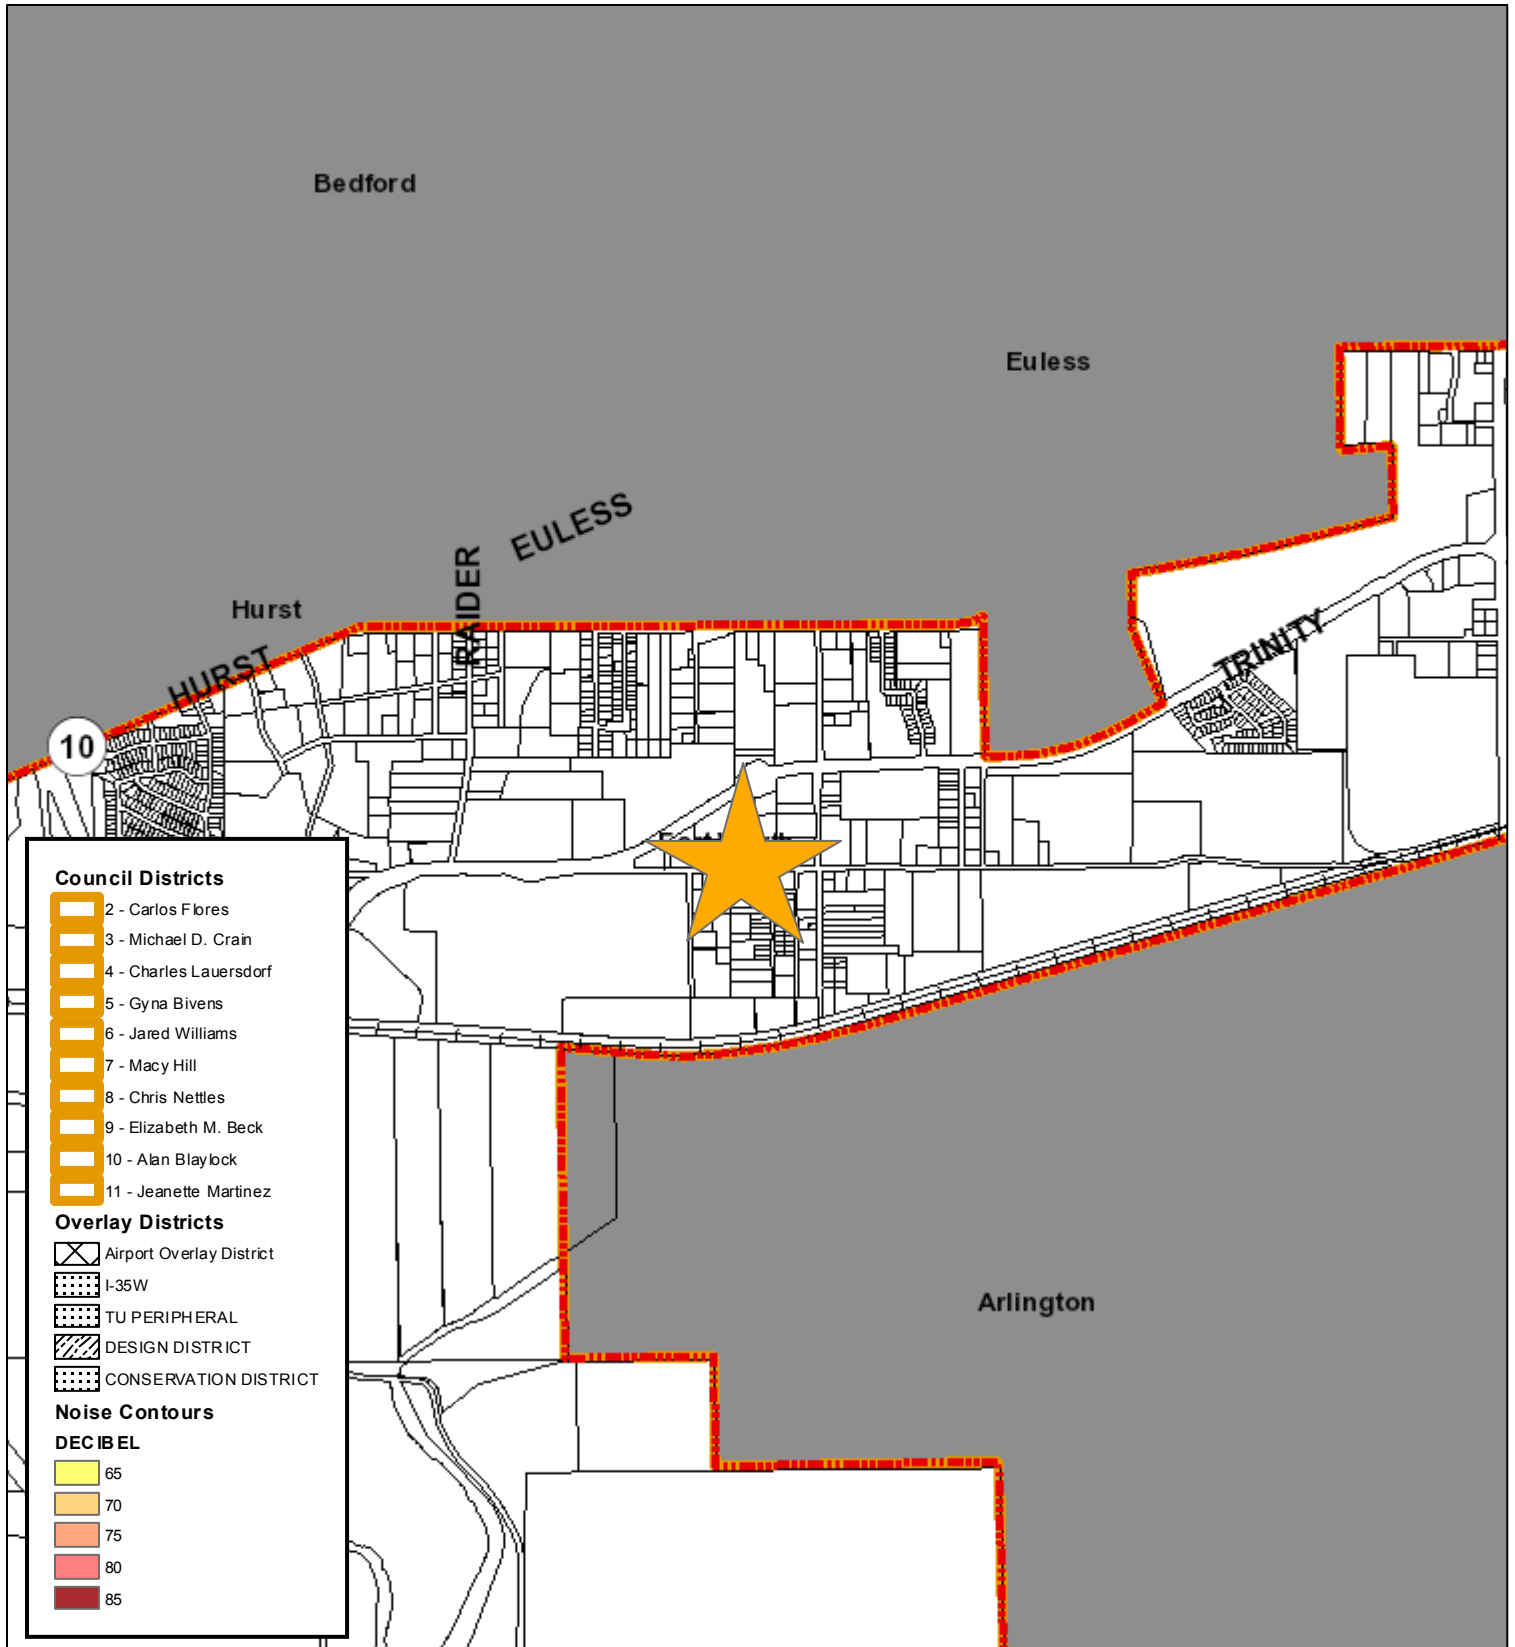 Bedford
Euless
EULESS
RAIDER
Hurst
HURST
TRINITY
10
Council Districts
2 - Carlos Flores
3 - Michael D. Crain
4 - Charles Lauersdorf
5 - Gyna Bivens
6 - Jared Williams
7 - Macy Hill
8 - Chris Nettles
9 - Elizabeth M. Beck
10 - Alan Blaylock
11 - Jeanette Martinez
Overlay Districts
Airport Overlay District
I-35W
TU PERIPHERAL
DESIGN DISTRICT
CONSERVATION DISTRICT
Noise Contours
DECIBEL
65
70
75
80
85
Arlington